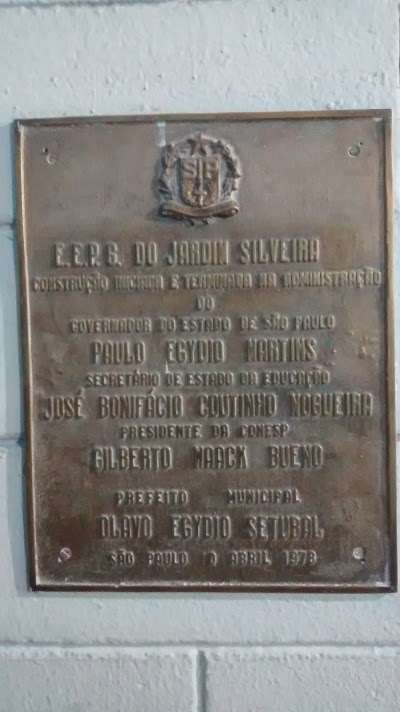 SP
E.E.P.G. DO JARDIM SILVEIRA
CONSTRUÇÃO INICIADA E TERMINADA NA ADMINISTRAÇÃO
DO
GOVERNADOR DO ESTADO DE SÃO PAULO
PAULO EGYDIO MARTINS
SECRETÁRIO DE ESTADO DA EDUCAÇÃO
JOSÉ BONIFÁCIO COUTINHO NOGUEIRA
PRESIDENTE DA CONESP
GILBERTO MAACK BUENO
PREFEITO MUNICIPAL
OLAVO EGYDIO SETUBAL
SÃO PAULO ABRIL 1978